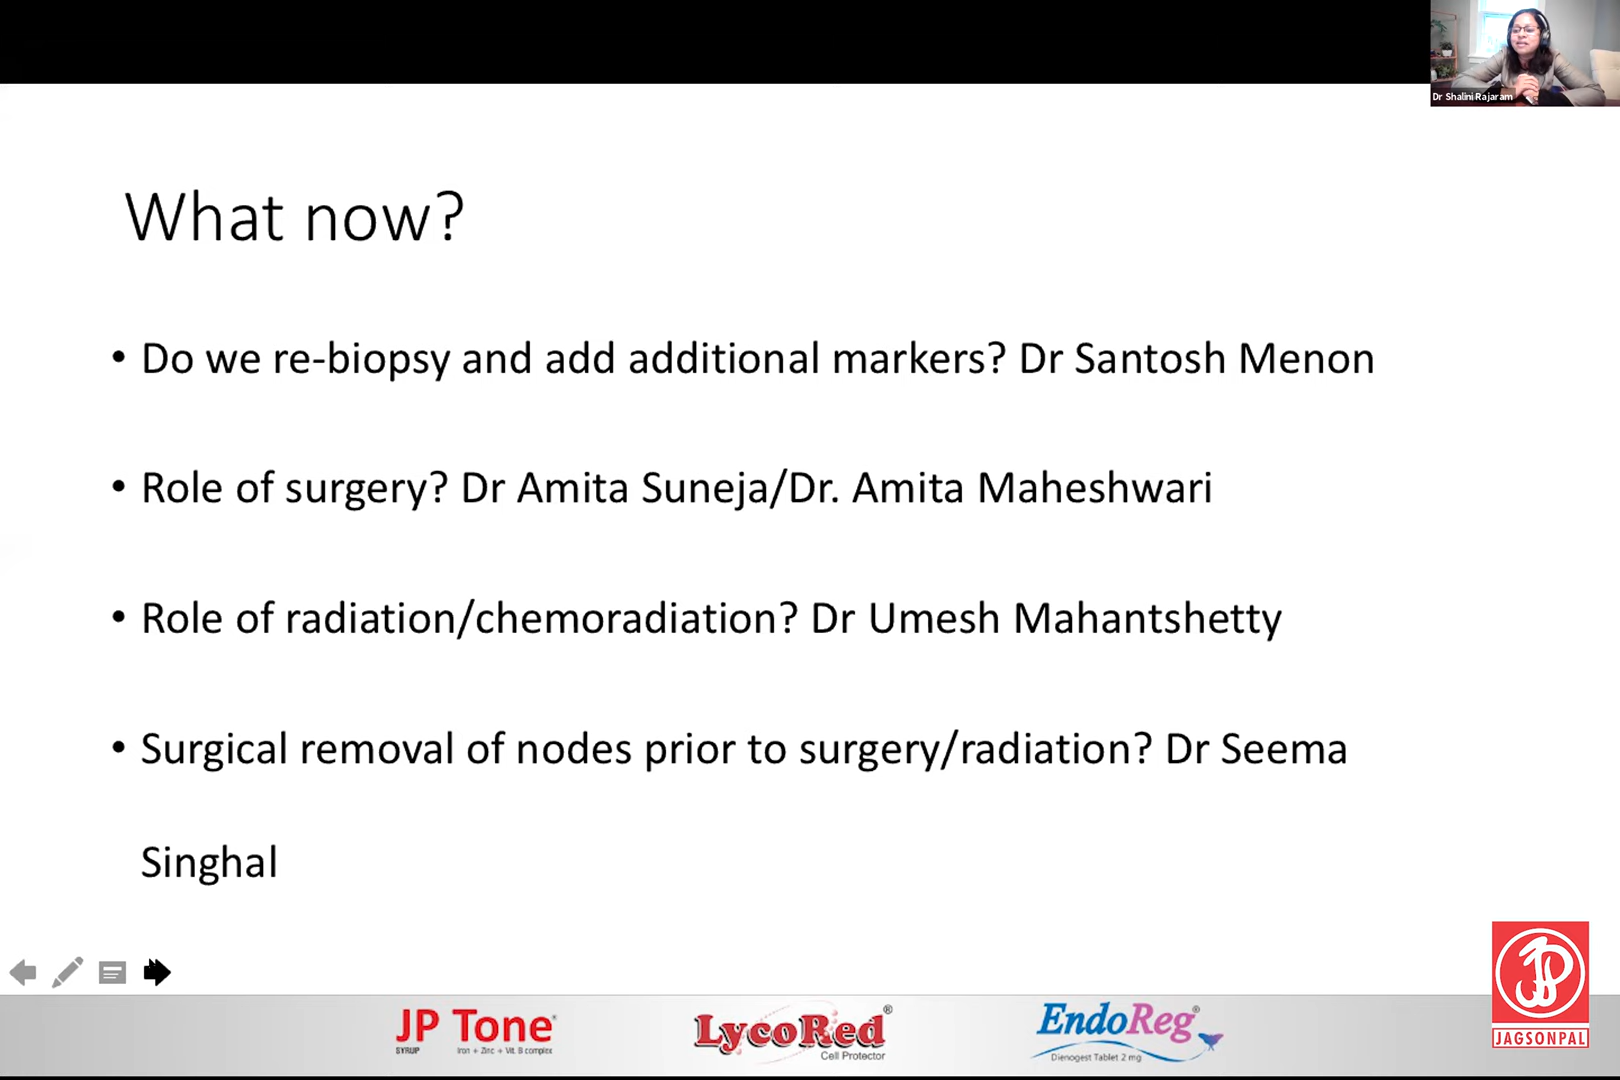 Dr Shalini Rajaram
What now?
• Do we re-biopsy and add additional markers? Dr Santosh Menon
• Role of surgery? Dr Amita Suneja/Dr. Amita Maheshwari
• Role of radiation/chemoradiation? Dr Umesh Mahantshetty
• Surgical removal of nodes prior to surgery/radiation? Dr Seema
Singhal
JP Tone
SYRUP Iron + Zinc + Vit. B complex
LycoRed®
Cell Protector
EndoReg®
Dienogest Tablet 2 mg
JAGSONPAL